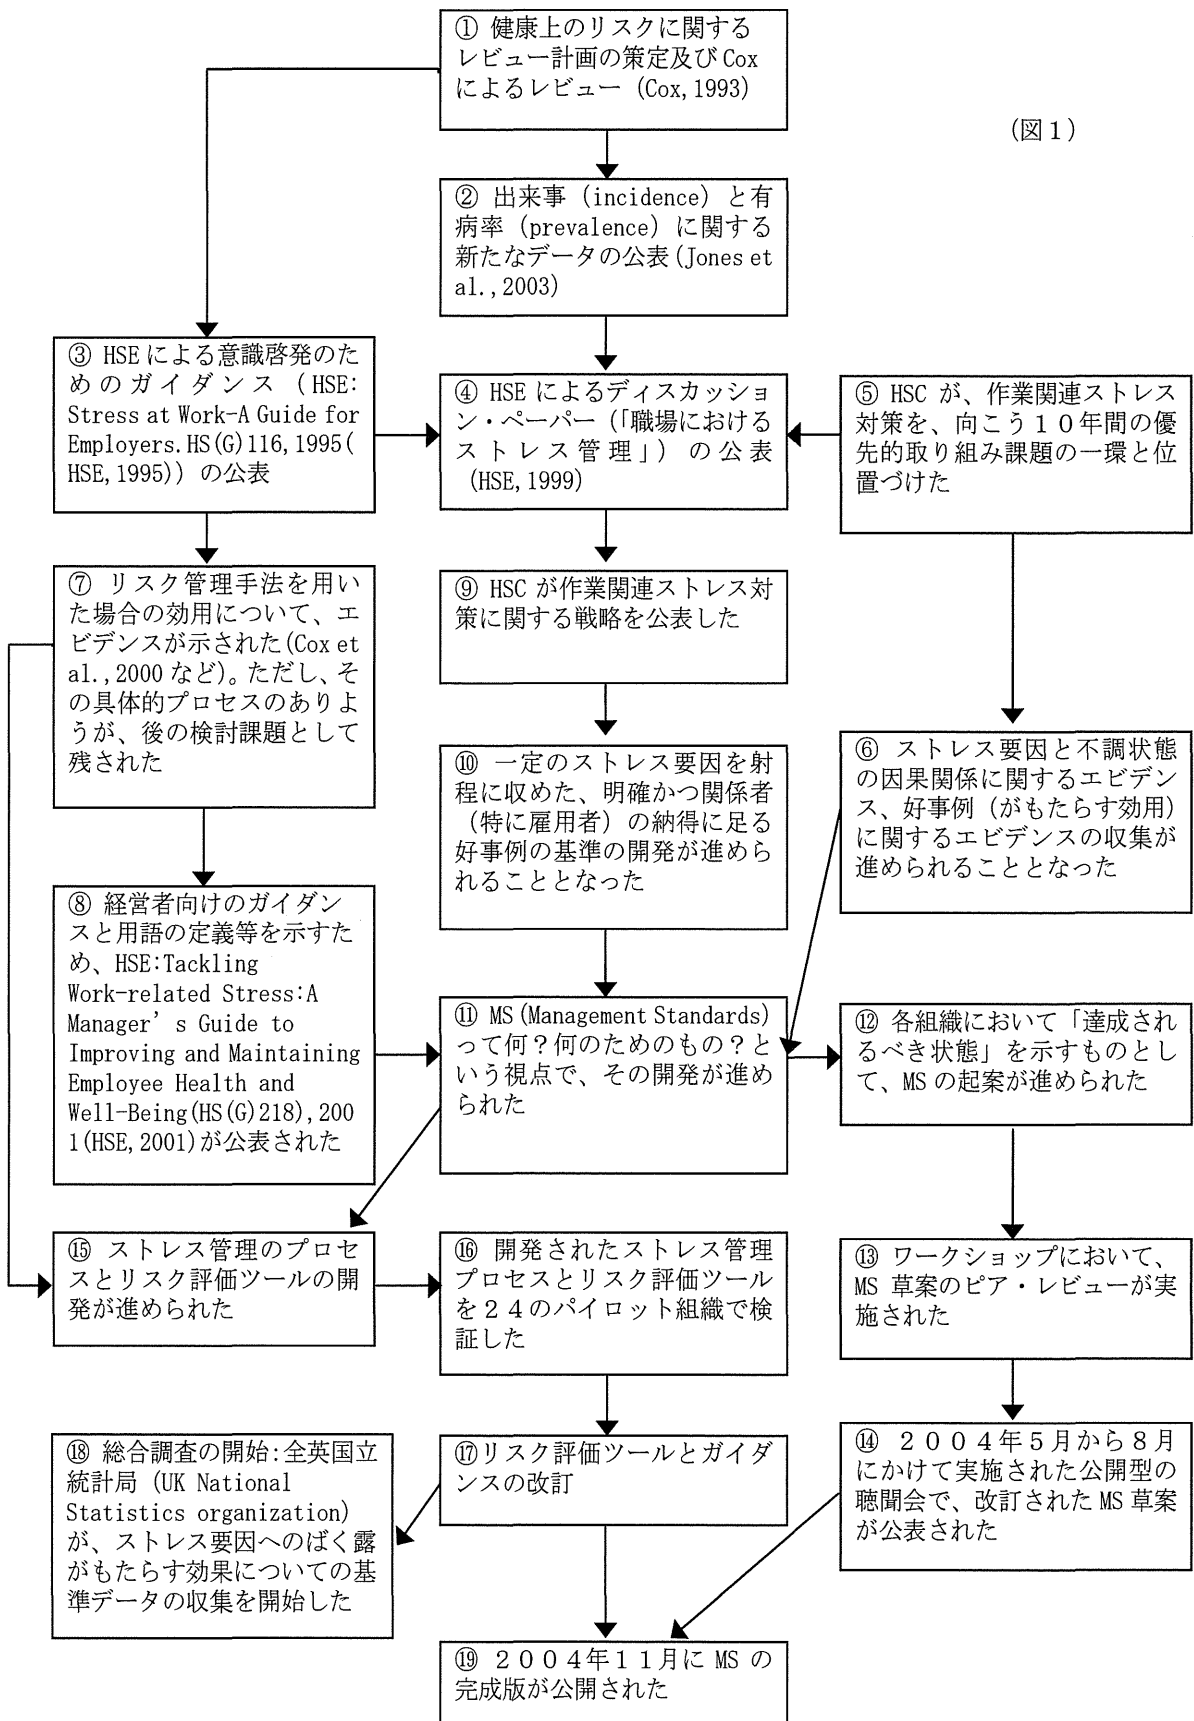 ① 健康上のリスクに関する
レビュー計画の策定及び Cox
によるレビュー（Cox,1993）
(図１)
② 出来事（incidence）と有
病率（prevalence）に関する
新たなデータの公表(Jones et
al.,2003)
③ HSE による意識啓発のた
めのガイダンス（HSE:
Stress at Work-A Guide for
Employers.HS(G)116,1995(
HSE,1995)）の公表
④ HSE によるディスカッショ
ン・ペーパー（「職場における
ストレス管理」）の公表
（HSE,1999）
⑤ HSC が、作業関連ストレス
対策を、向こう１０年間の優
先的取り組み課題の一環と位
置づけた
⑦ リスク管理手法を用い
た場合の効用について、エ
ビデンスが示された(Cox et
al.,2000 など)。ただし、そ
の具体的プロセスのありよ
うが、後の検討課題として
残された
⑨ HSC が作業関連ストレス対
策に関する戦略を公表した
⑥ ストレス要因と不調状態
の因果関係に関するエビデン
ス、好事例（がもたらす効用）
に関するエビデンスの収集が
進められることとなった
⑩ 一定のストレス要因を射
程に収めた、明確かつ関係者
（特に雇用者）の納得に足る
好事例の基準の開発が進めら
れることとなった
⑧ 経営者向けのガイダン
スと用語の定義等を示すた
め、HSE:Tackling
Work-related Stress:A
Manager’s Guide to
Improving and Maintaining
Employee Health and
Well-Being(HS(G)218),200
1(HSE,2001)が公表された
⑪ MS(Management Standards)
って何？何のためのもの？と
いう視点で、その開発が進め
られた
⑫ 各組織において「達成され
るべき状態」を示すものとし
て、MS の起案が進められた
⑮ ストレス管理のプロセ
スとリスク評価ツールの開
発が進められた
⑯ 開発されたストレス管理
プロセスとリスク評価ツール
を２４のパイロット組織で検
証した
⑬ ワークショップにおいて、
MS 草案のピア・レビューが実
施された
⑱ 総合調査の開始:全英国立
統計局（UK National
Statistics organization）
が、ストレス要因へのばく露
がもたらす効果についての基
準データの収集を開始した
⑰リスク評価ツールとガイダ
ンスの改訂
⑭ ２００４年５月から８月
にかけて実施された公開型の
聴聞会で、改訂された MS 草案
が公表された
⑲ ２００４年１１月に MS の
完成版が公開された